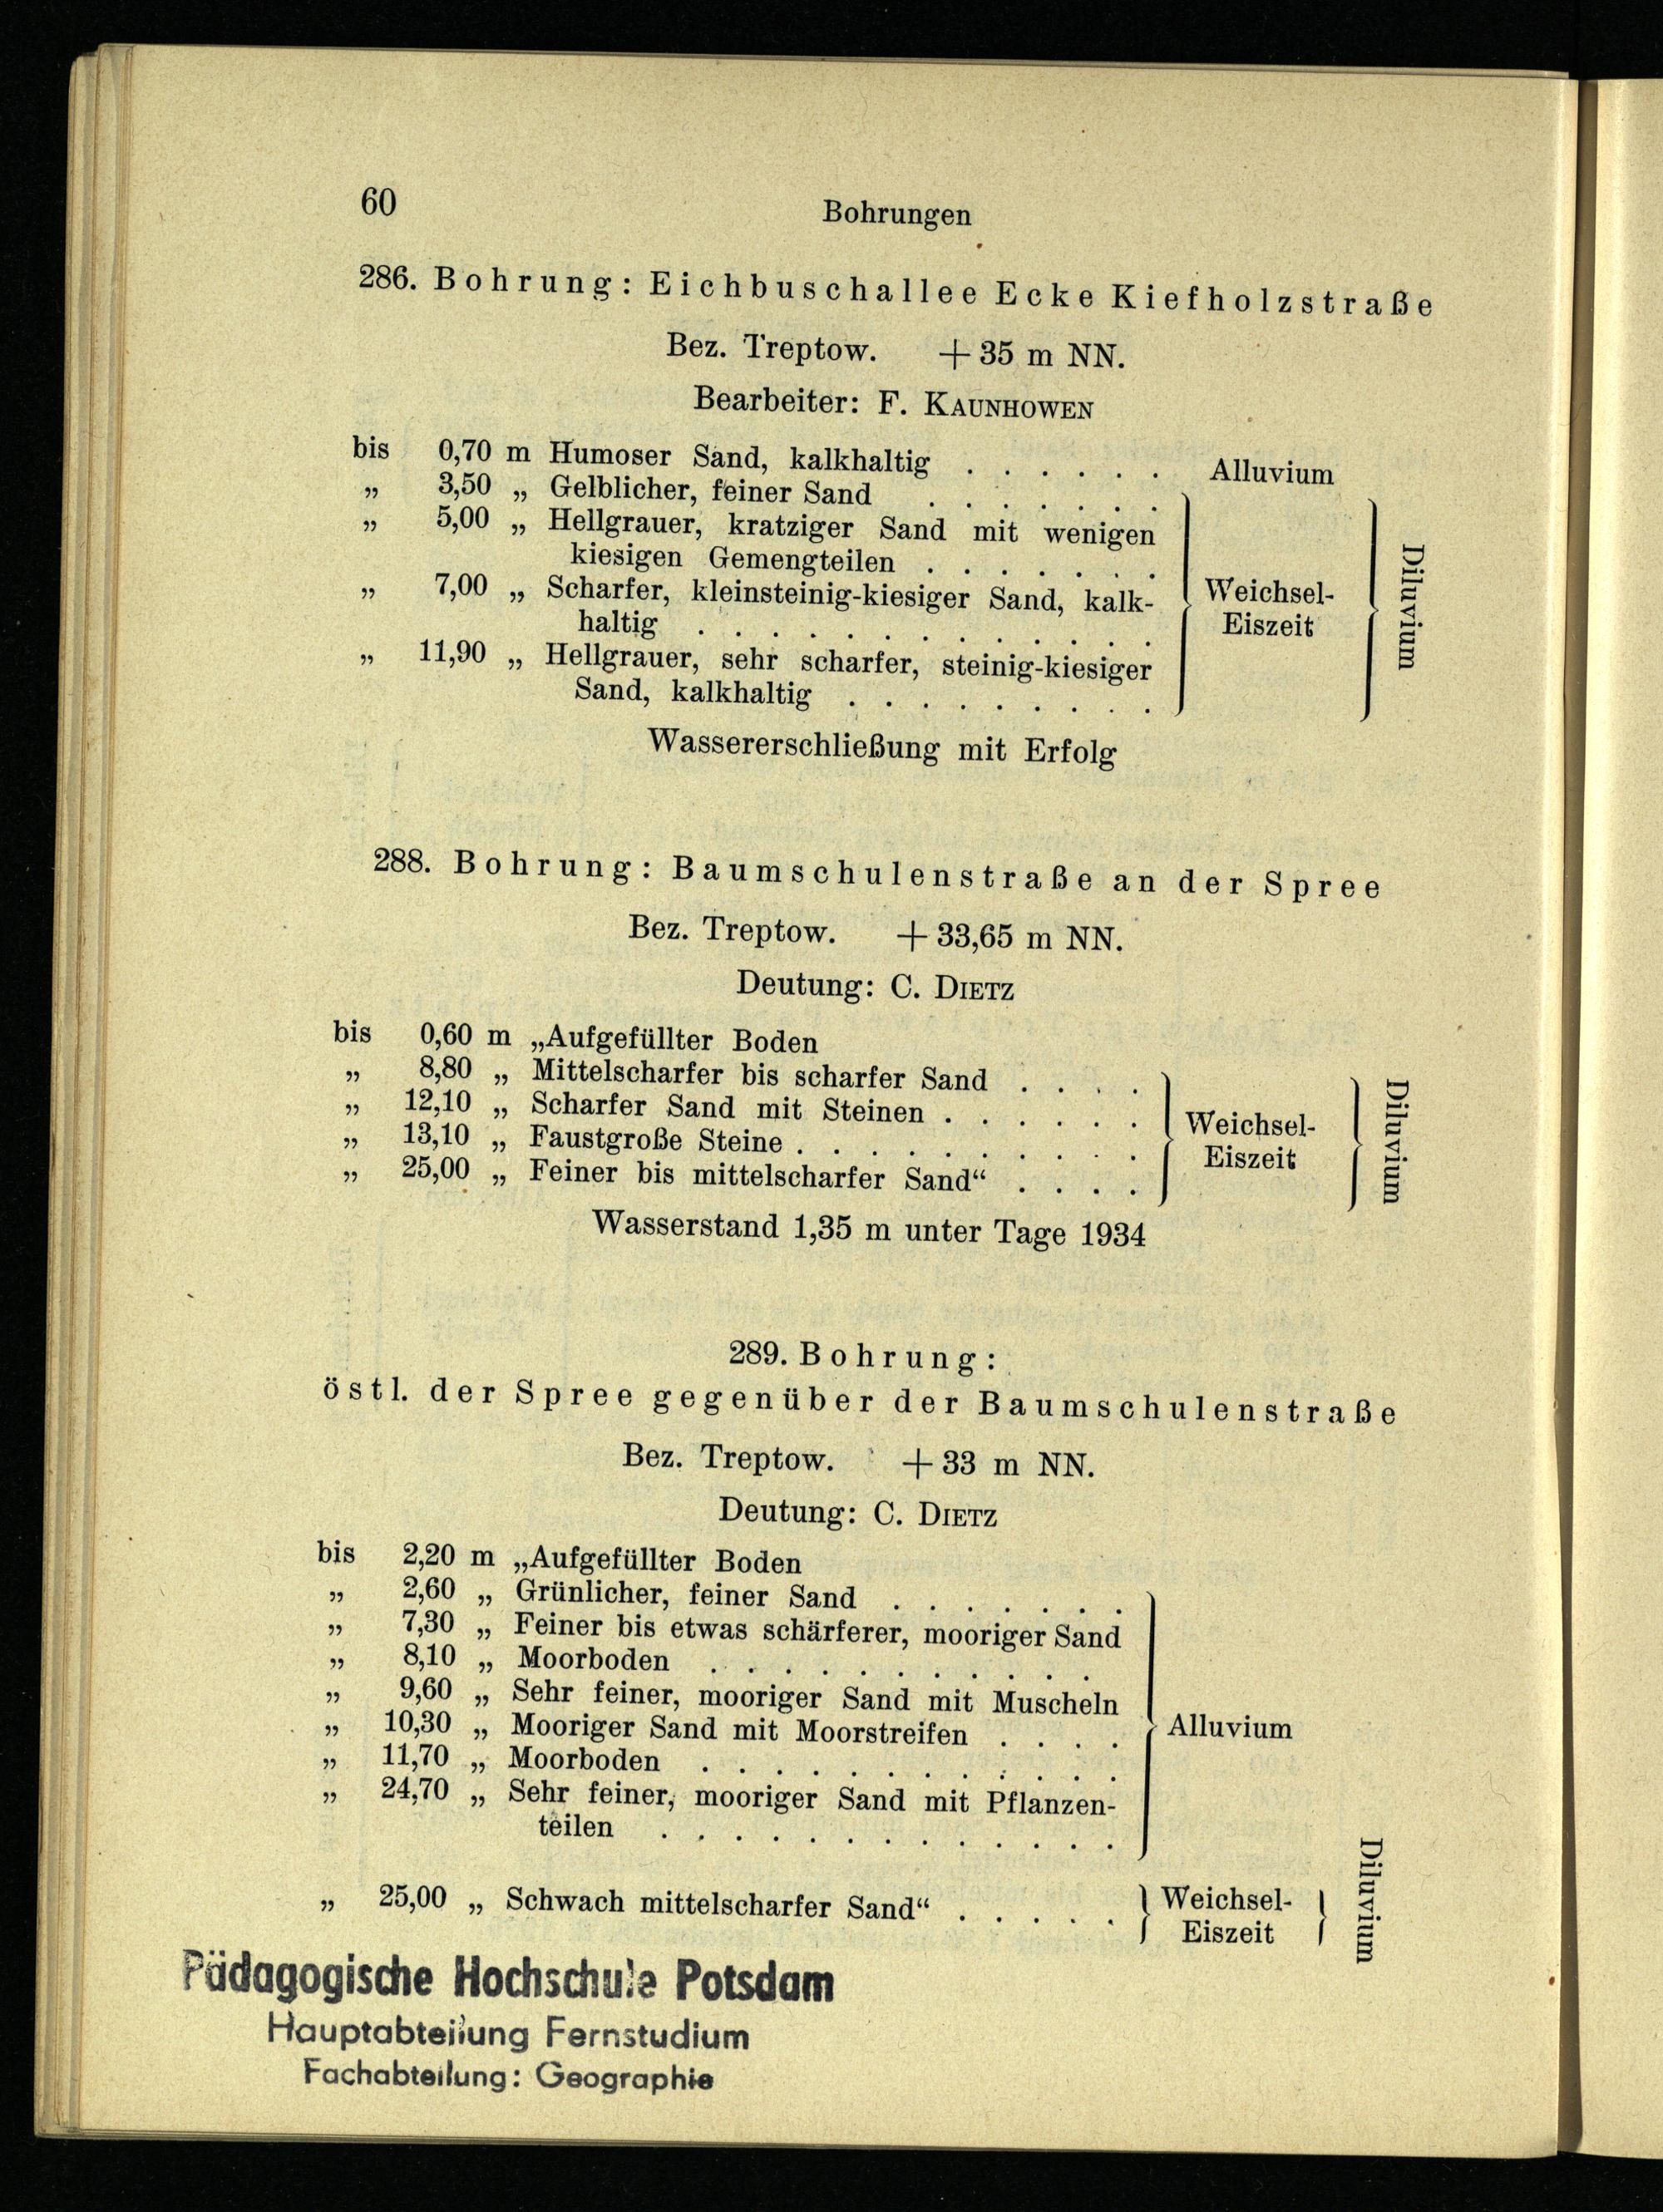 60
Bohrungen
286. Bohrung: Eichbuschallee Ecke Kiefholzstraße
Bez. Treptow. +35 m NN.
Bearbeiter: F. KAUNHOWEN
bis 0,70 m Humoser Sand, kalkhaltig . . . . . . Alluvium
„ 3,50 „ Gelblicher, feiner Sand . . . . . . .
„ 5,00 „ Hellgrauer, kratziger Sand mit wenigen
kiesigen Gemengteilen . . . . . . .
„ 7,00 „ Scharfer, kleinsteinig-kiesiger Sand, kalk-
haltig . . . . . . . . . . . . .
„ 11,90 „ Hellgrauer, sehr scharfer, steinig-kiesiger
Sand, kalkhaltig . . . . . . . . .
Weichsel-
Eiszeit
Diluvium
Wassererschließung mit Erfolg
288. Bohrung: Baumschulenstraße an der Spree
Bez. Treptow. +33,65 m NN.
Deutung: C. DIETZ
bis 0,60 m „Aufgefüllter Boden
„ 8,80 „ Mittelscharfer bis scharfer Sand . . . .
„ 12,10 „ Scharfer Sand mit Steinen . . . . . .
„ 13,10 „ Faustgroße Steine . . . . . . . . . .
„ 25,00 „ Feiner bis mittelscharfer Sand“ . . . .
Weichsel-
Eiszeit
Diluvium
Wasserstand 1,35 m unter Tage 1934
289. Bohrung:
östl. der Spree gegenüber der Baumschulenstraße
Bez. Treptow. +33 m NN.
Deutung: C. DIETZ
bis 2,20 m „Aufgefüllter Boden
„ 2,60 „ Grünlicher, feiner Sand . . . . . . .
„ 7,30 „ Feiner bis etwas schärferer, mooriger Sand
„ 8,10 „ Moorboden . . . . . . . . . . .
„ 9,60 „ Sehr feiner, mooriger Sand mit Muscheln
„ 10,30 „ Mooriger Sand mit Moorstreifen . . . .
„ 11,70 „ Moorboden . . . . . . . . . . . .
„ 24,70 „ Sehr feiner, mooriger Sand mit Pflanzen-
teilen . . . . . . . . . . . . .
Alluvium
„ 25,00 „ Schwach mittelscharfer Sand“ . . . . .
Weichsel-
Eiszeit
Diluvium
Pädagogische Hochschule Potsdam
Hauptabteilung Fernstudium
Fachabteilung: Geographie